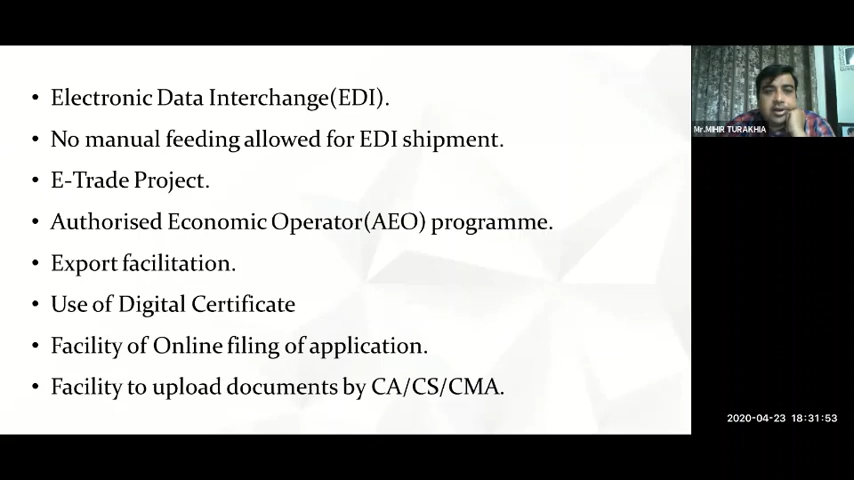 • Electronic Data Interchange(EDI).
• No manual feeding allowed for EDI shipment.
• E-Trade Project.
• Authorised Economic Operator(AEO) programme.
• Export facilitation.
• Use of Digital Certificate
• Facility of Online filing of application.
• Facility to upload documents by CA/CS/CMA.
Mr.MIHIR TURAKHIA
2020-04-23 18:31:53